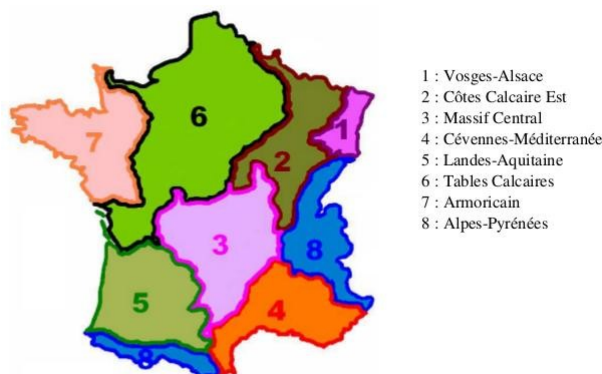 1 : Vosges-Alsace
2 : Côtes Calcaire Est
3 : Massif Central
4 : Cévennes-Méditerranée
5 : Landes-Aquitaine
6 : Tables Calcaires
7 : Armoricain
8 : Alpes-Pyrénées
6
1
7
2
3
8
4
5
8